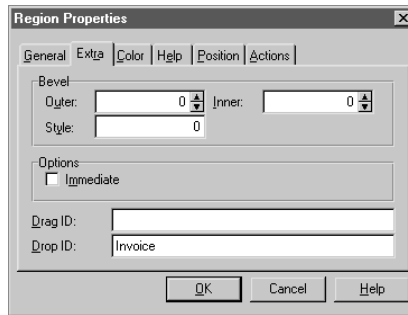 Region Properties
General Extra Color Help Position Actions
Bevel
Outer: 0 Inner: 0
Style: 0
Options
Immediate
Drag ID:
Drop ID: Invoice
OK Cancel Help